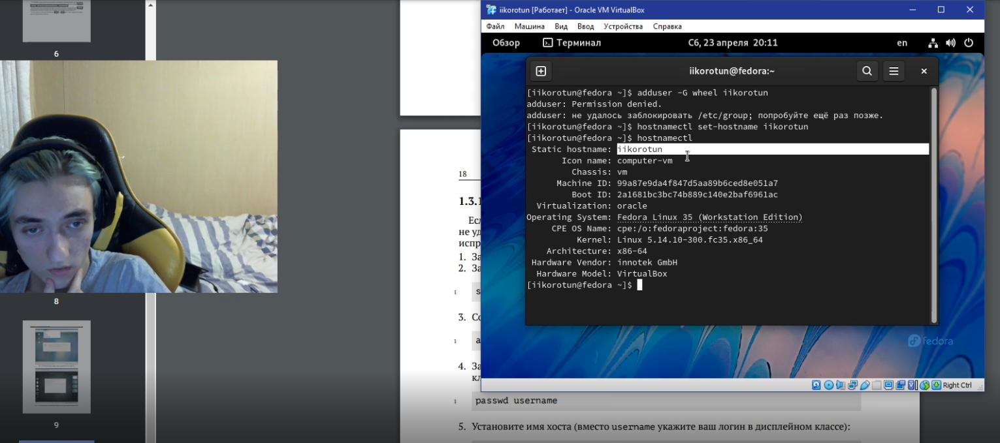 6
8
9
18
1.3.1
Есл
не уд
испр
1. За
2. За
1
s
3. Со
1
a
4. За
кл
1 passwd username
5. Установите имя хоста (вместо username укажите ваш логин в дисплейном классе):
iikorotun [Работает] - Oracle VM VirtualBox
Файл Машина Вид Ввод Устройства Справка
Обзор Терминал Сб, 23 апреля 20:11 en
iikorotun@fedora:~
[iikorotun@fedora ~]$ adduser -G wheel iikorotun
adduser: Permission denied.
adduser: не удалось заблокировать /etc/group; попробуйте ещё раз позже.
[iikorotun@fedora ~]$ hostnamectl set-hostname iikorotun
[iikorotun@fedora ~]$ hostnamectl
Static hostname: iikorotun
Icon name: computer-vm
Chassis: vm
Machine ID: 99a87e9da4f847d5aa89b6ced8e051a7
Boot ID: 2a1681bc3bc74b889c140e2baf6961ac
Virtualization: oracle
Operating System: Fedora Linux 35 (Workstation Edition)
CPE OS Name: cpe:/o:fedoraproject:fedora:35
Kernel: Linux 5.14.10-300.fc35.x86_64
Architecture: x86-64
Hardware Vendor: innotek GmbH
Hardware Model: VirtualBox
[iikorotun@fedora ~]$
fedora
Right Ctrl